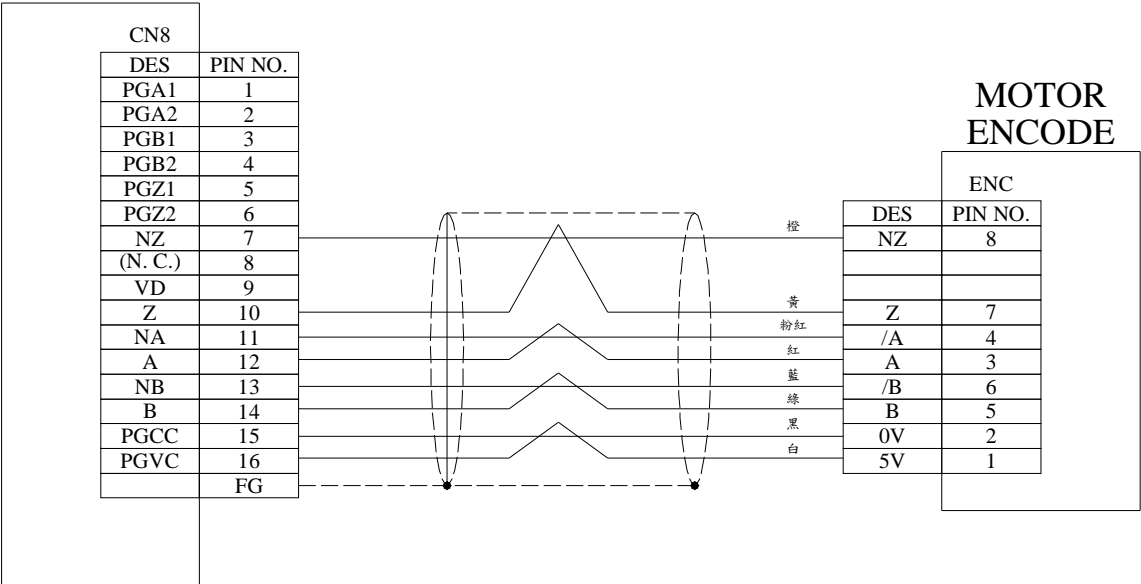 CN8
DES PIN NO.
PGA1 1
PGA2 2
PGB1 3
PGB2 4
PGZ1 5
PGZ2 6
NZ 7
(N. C.) 8
VD 9
Z 10
NA 11
A 12
NB 13
B 14
PGCC 15
PGVC 16
FG
橙
黃
粉紅
紅
藍
綠
黑
白
MOTOR
ENCODE
ENC
DES PIN NO.
NZ 8
Z 7
/A 4
A 3
/B 6
B 5
0V 2
5V 1